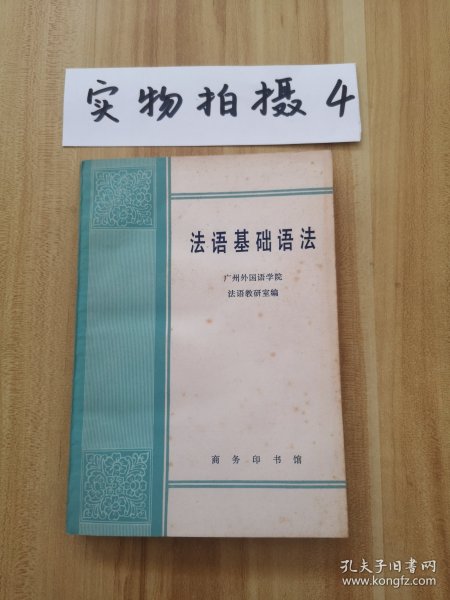 实物拍摄4
法语基础语法
广州外国语学院
法语教研室编
商务印书馆
孔夫子旧书网
www.kongfz.com